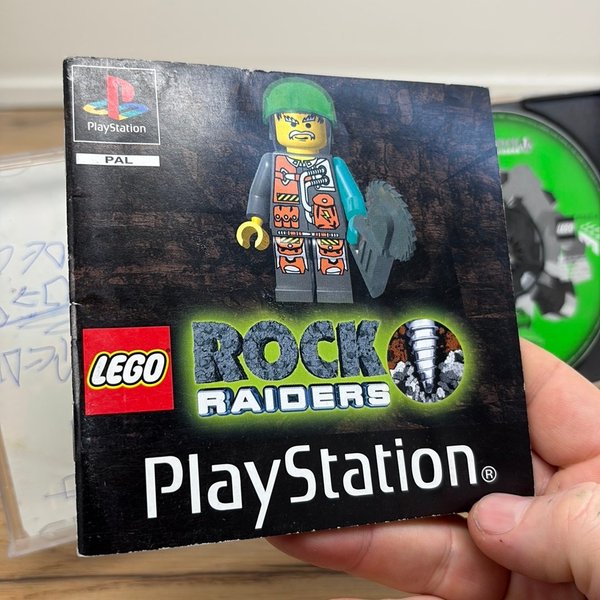 PlayStation
PAL
LEGO
ROCK
RAIDERS
PlayStation®